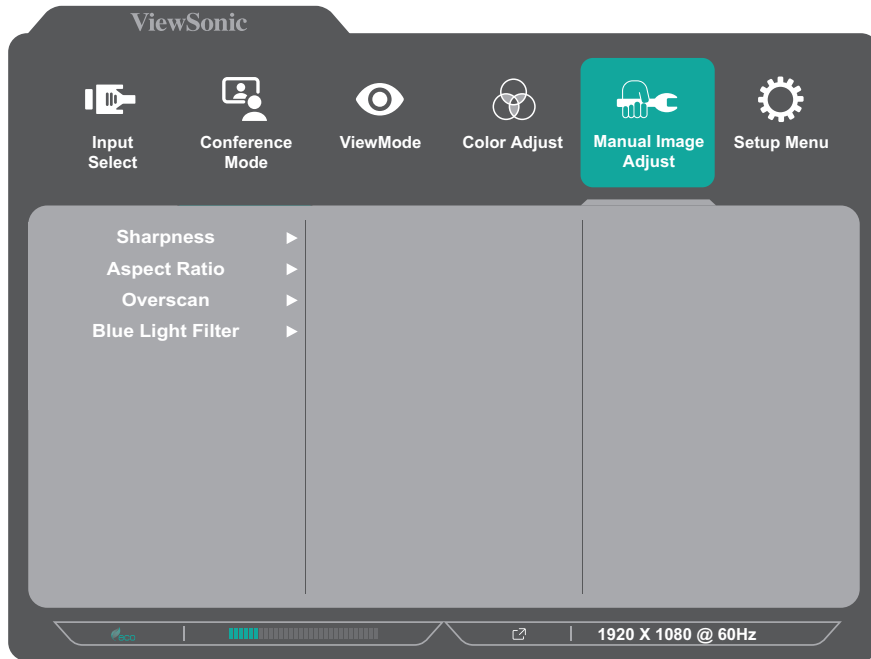 ViewSonic
Input
Select
Conference
Mode
ViewMode
Color Adjust
Manual Image
Adjust
Setup Menu
Sharpness
Aspect Ratio
Overscan
Blue Light Filter
eco
1920 X 1080 @ 60Hz